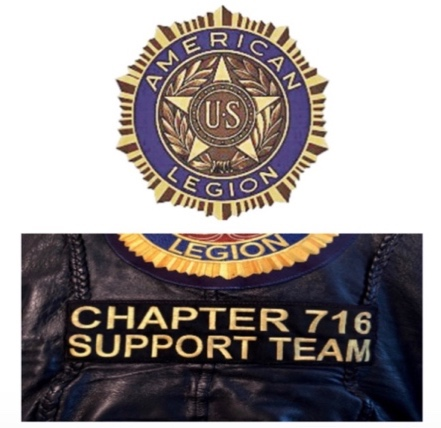 AMERICAN
U·S
LEGION
LEGION
CHAPTER 716
SUPPORT TEAM